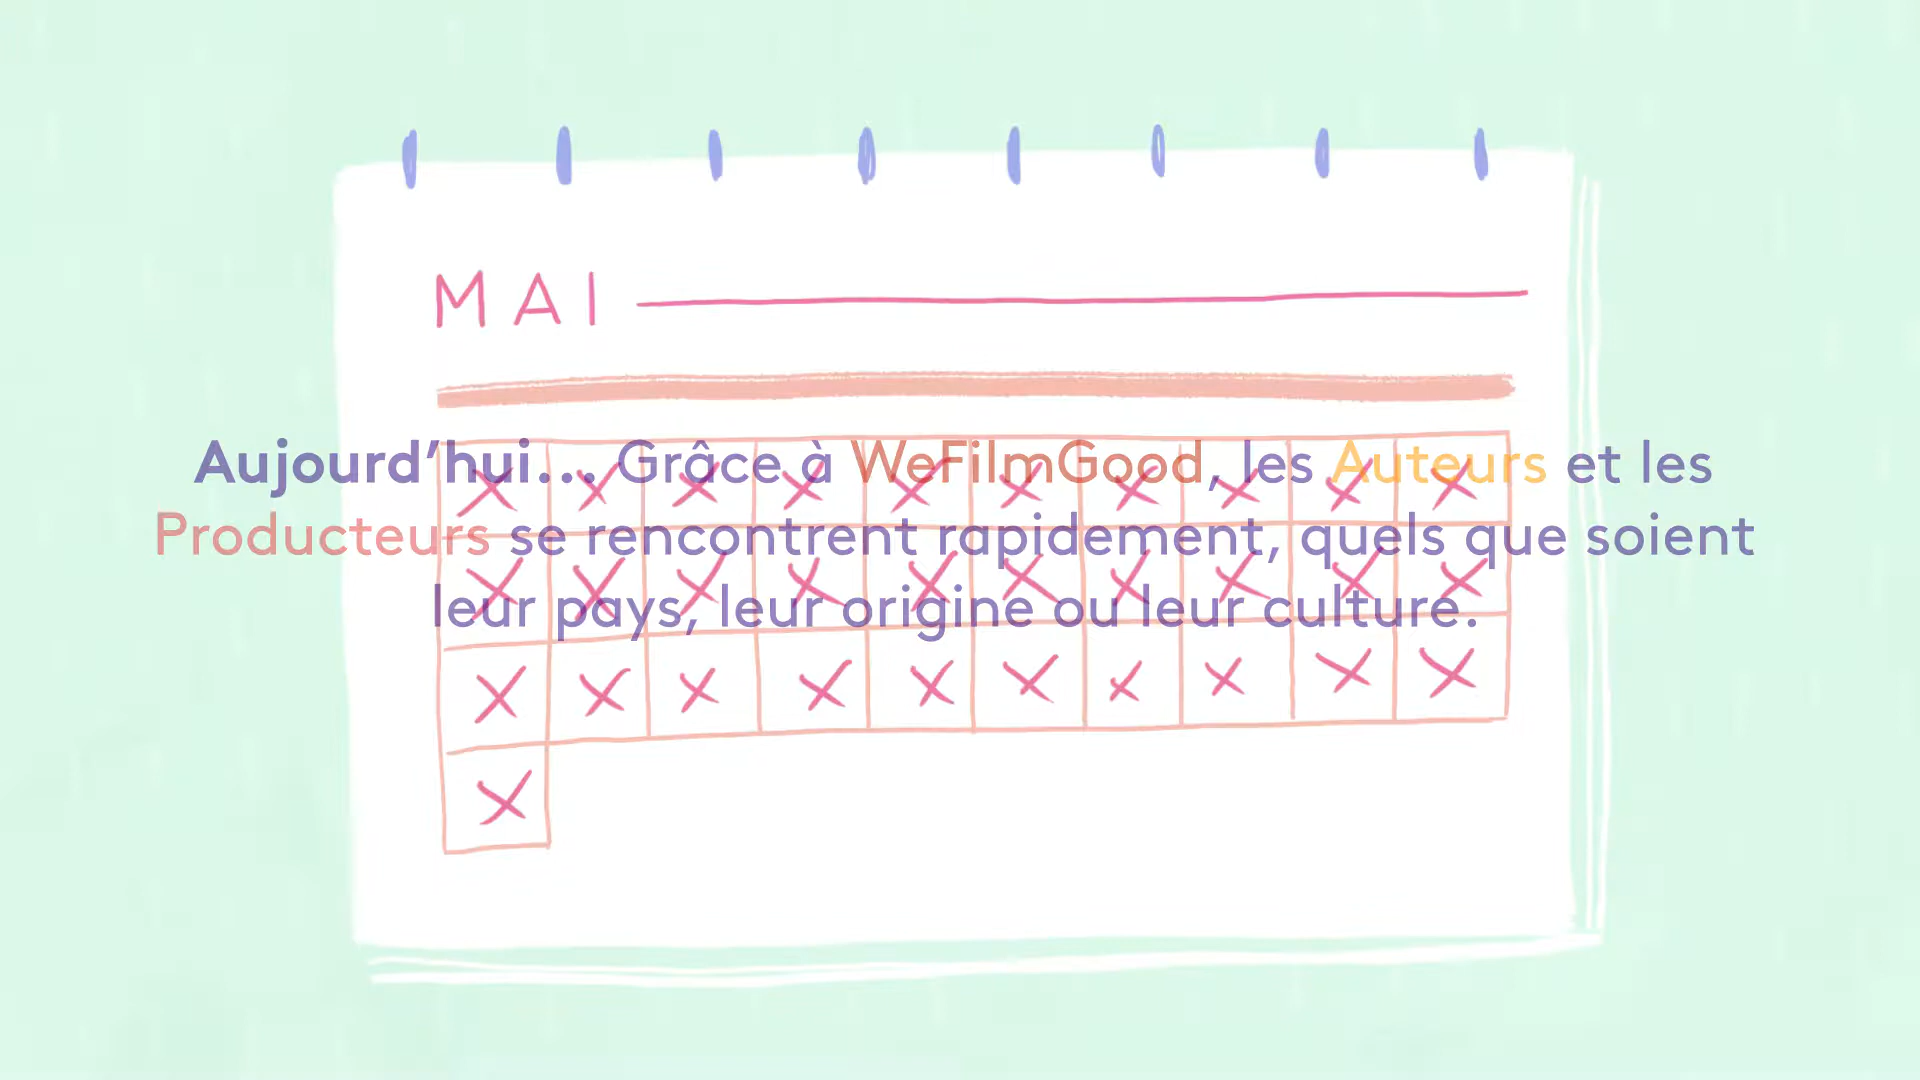 MAI
Aujourd’hui... Grâce à WeFilmGood, les Auteurs et les
Producteurs se rencontrent rapidement, quels que soient
leur pays, leur origine ou leur culture.